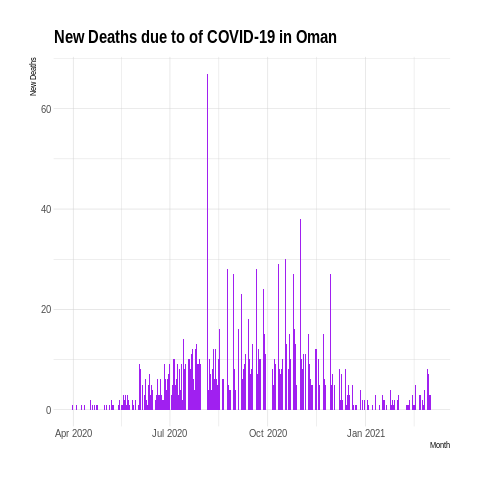 New Deaths due to of COVID-19 in Oman
New Deaths
60
40
20
0
Apr 2020
Jul 2020
Oct 2020
Jan 2021
Month